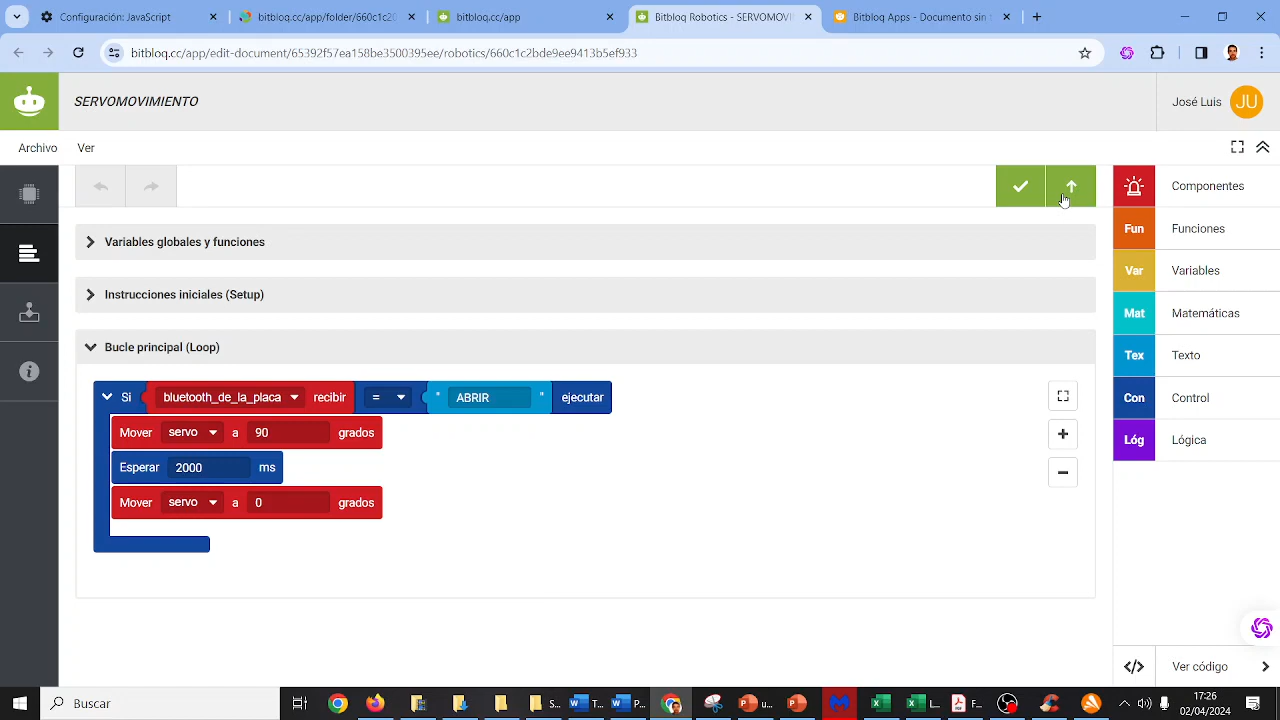 Configuración JavaScript
bitbloq.cc/app/folder/660c1c20
bitbloq.cc/app
Bitbloq Robotics - SERVOMOVI
Bitbloq Apps - Documento sin t
bitbloq.cc/app/edit-document/65392f57ea158be3500395ee/robotics/660c1c2bde9ee9413b5ef933
SERVOMOVIMIENTO
José Luis JU
Archivo Ver
Componentes
Fun Funciones
Variables globales y funciones
Var Variables
Instrucciones iniciales (Setup)
Mat Matemáticas
Bucle principal (Loop)
Tex Texto
Si bluetooth_de_la_placa recibir = " ABRIR " ejecutar
Con Control
Mover servo a 90 grados
Lóg Lógica
Esperar 2000 ms
Mover servo a 0 grados
</> Ver código
Buscar
S...
T...
P...
u...
L...
F...
17:26
02/04/2024